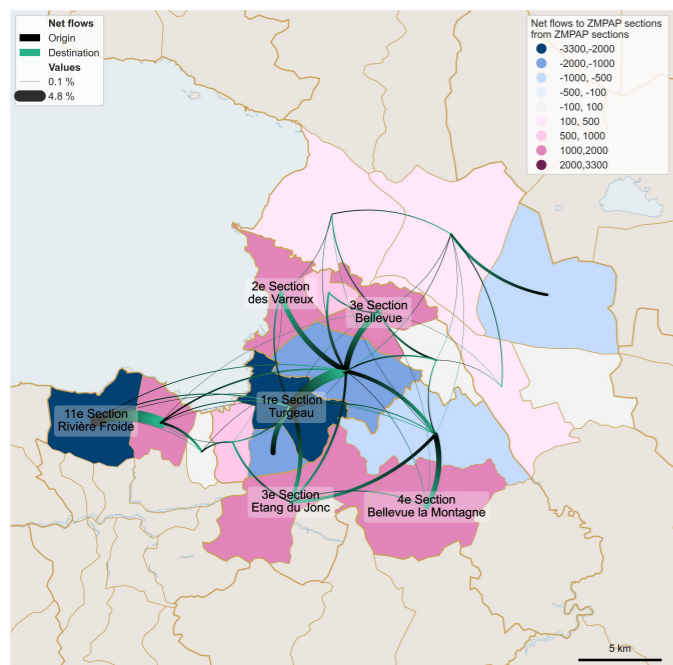 Net flows
Origin
Destination
Values
0.1 %
4.8 %
Net flows to ZMPAP sections
from ZMPAP sections
-3300,-2000
-2000,-1000
-1000, -500
-500, -100
-100, 100
100, 500
500, 1000
1000,2000
2000,3300
2e Section
des Varreux
3e Section
Bellevue
1re Section
Turgeau
11e Section
Rivière Froide
3e Section
Etang du Jonc
4e Section
Bellevue la Montagne
5 km